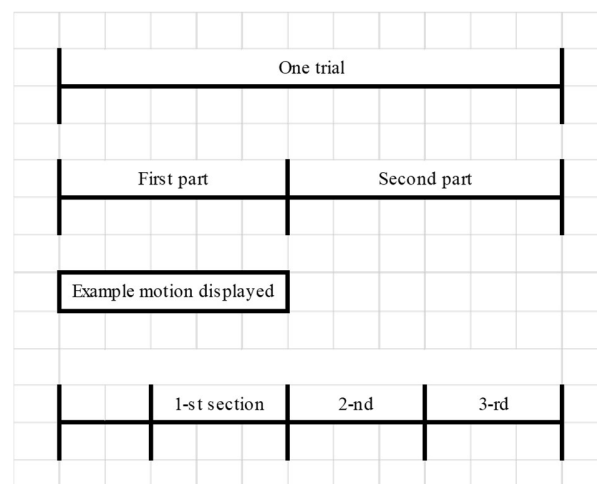 One trial
First part
Second part
Example motion displayed
1-st section
2-nd
3-rd